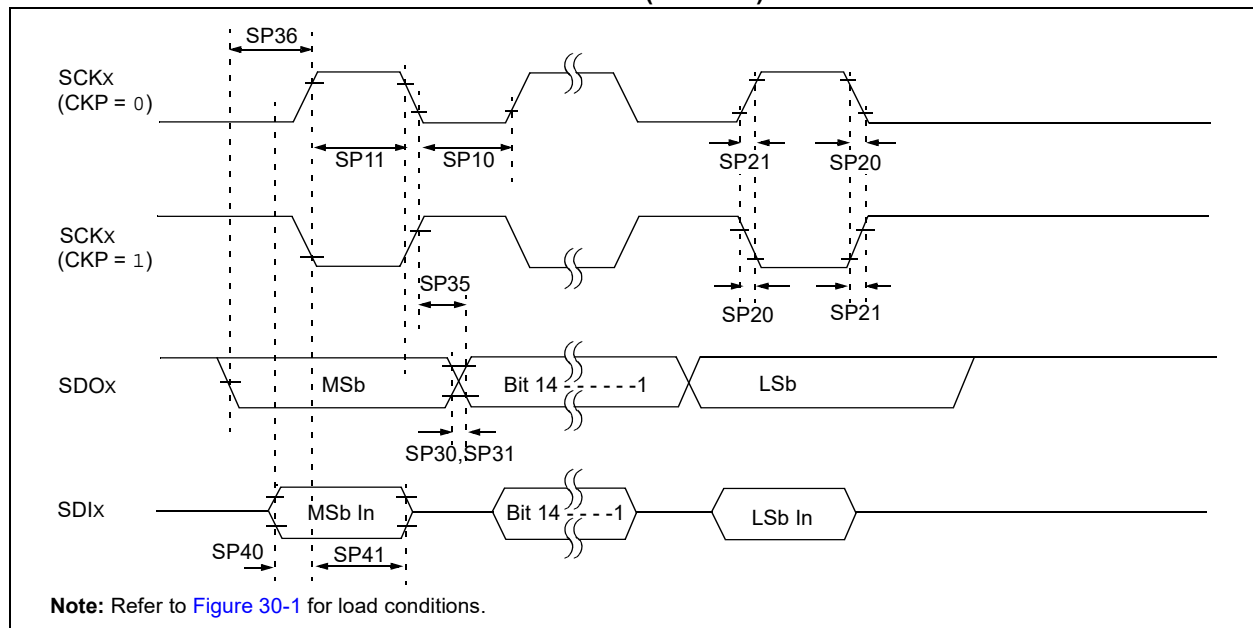 SP36
SCKx
(CKP = 0)
SP11
SP10
SP21
SP20
SCKx
(CKP = 1)
SP35
SP20
SP21
SDOx
MSb
Bit 14 - - - - - -1
LSb
SP30,SP31
SDIx
MSb In
Bit 14 - - - -1
LSb In
SP40
SP41
Note: Refer to Figure 30-1 for load conditions.